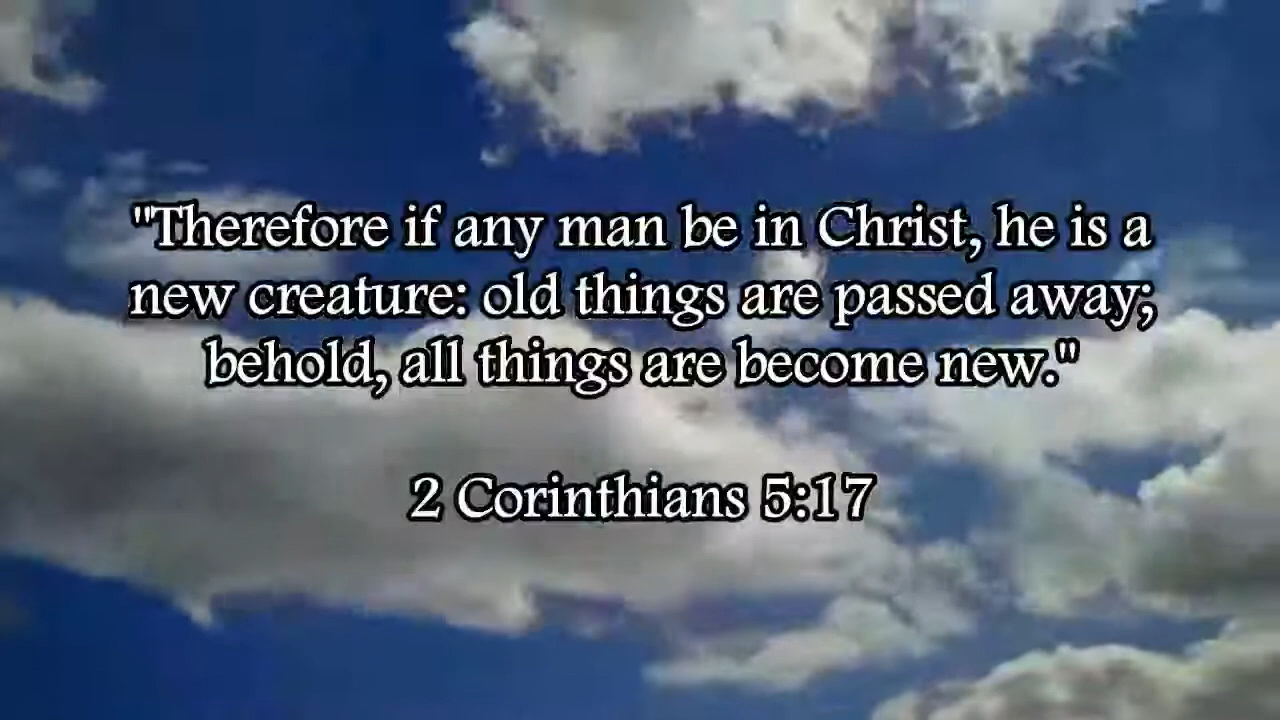 "Therefore if any man be in Christ, he is a
new creature: old things are passed away;
behold, all things are become new."
2 Corinthians 5:17